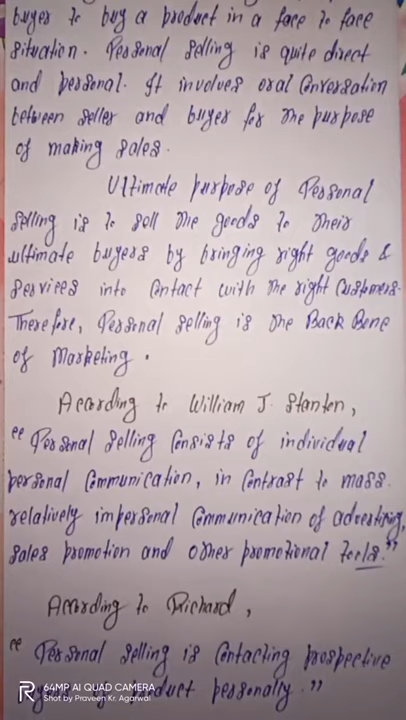 buyer to buy a product in a face to face
situation. Personal selling is quite direct
and personal. It involves oral conversation
between seller and buyer for the purpose
of making sales.
Ultimate purpose of Personal
selling is to sell the goods to their
ultimate buyers by bringing right goods &
services into contact with the right customers.
Therefore, Personal selling is the Back Bone
of Marketing.
According to William J. Stanton,
"Personal selling consists of individual
personal communication, in contrast to mass
relatively impersonal communication of advertising,
sales promotion and other promotional tools."
According to Richard,
"Personal selling is contacting prospective
product personally."
64MP AI QUAD CAMERA
Shot by Praveen Kr. Agarwal